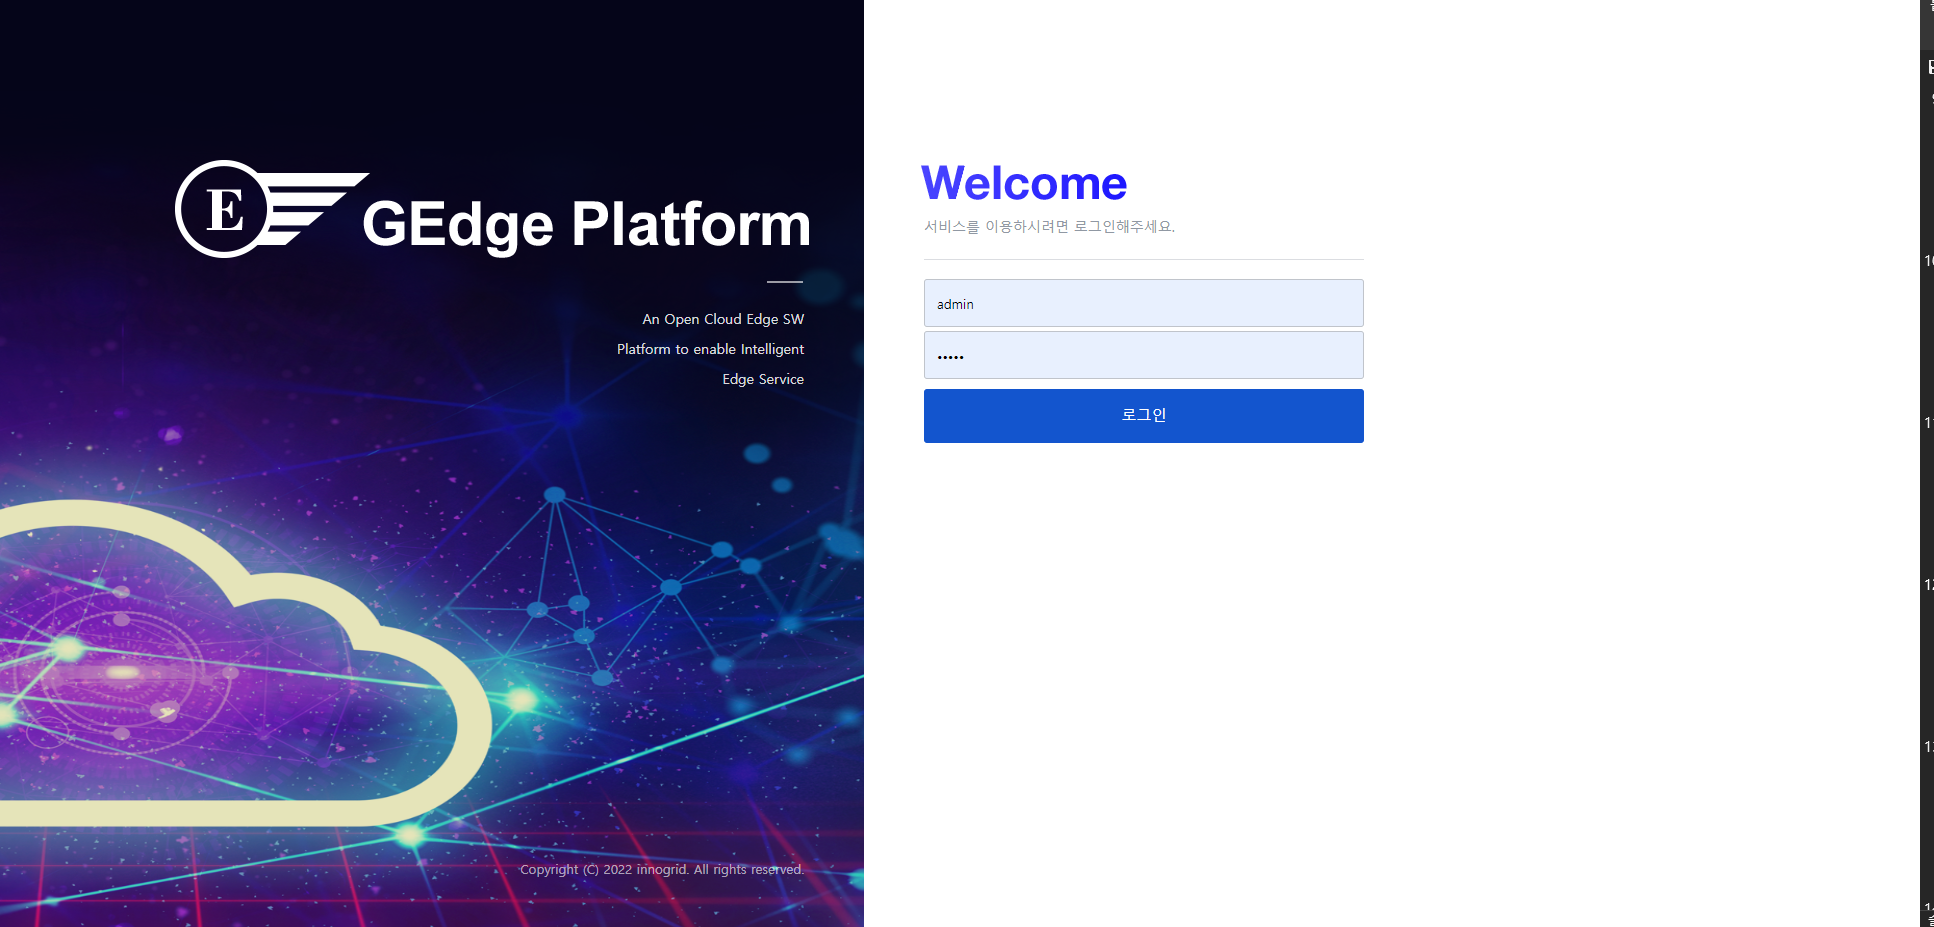 E
GEdge Platform
An Open Cloud Edge SW
Platform to enable Intelligent
Edge Service
Copyright (C) 2022 innogrid. All rights reserved.
Welcome
서비스를 이용하시려면 로그인해주세요.
admin
•••••
로그인